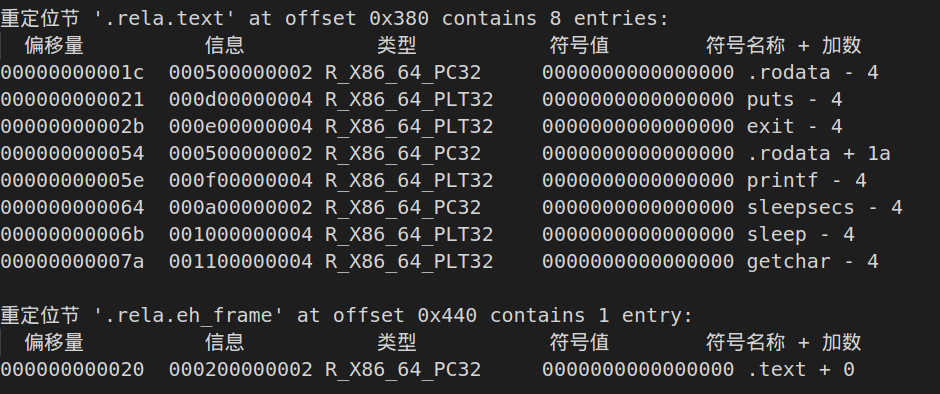 重定位节 '.rela.text' at offset 0x380 contains 8 entries:
偏移量 信息 类型 符号值 符号名称 + 加数
00000000001c 000500000002 R_X86_64_PC32 0000000000000000 .rodata - 4
000000000021 000d00000004 R_X86_64_PLT32 0000000000000000 puts - 4
00000000002b 000e00000004 R_X86_64_PLT32 0000000000000000 exit - 4
000000000054 000500000002 R_X86_64_PC32 0000000000000000 .rodata + 1a
00000000005e 000f00000004 R_X86_64_PLT32 0000000000000000 printf - 4
000000000064 000a00000002 R_X86_64_PC32 0000000000000000 sleepsecs - 4
00000000006b 001000000004 R_X86_64_PLT32 0000000000000000 sleep - 4
00000000007a 001100000004 R_X86_64_PLT32 0000000000000000 getchar - 4
重定位节 '.rela.eh_frame' at offset 0x440 contains 1 entry:
偏移量 信息 类型 符号值 符号名称 + 加数
000000000020 000200000002 R_X86_64_PC32 0000000000000000 .text + 0